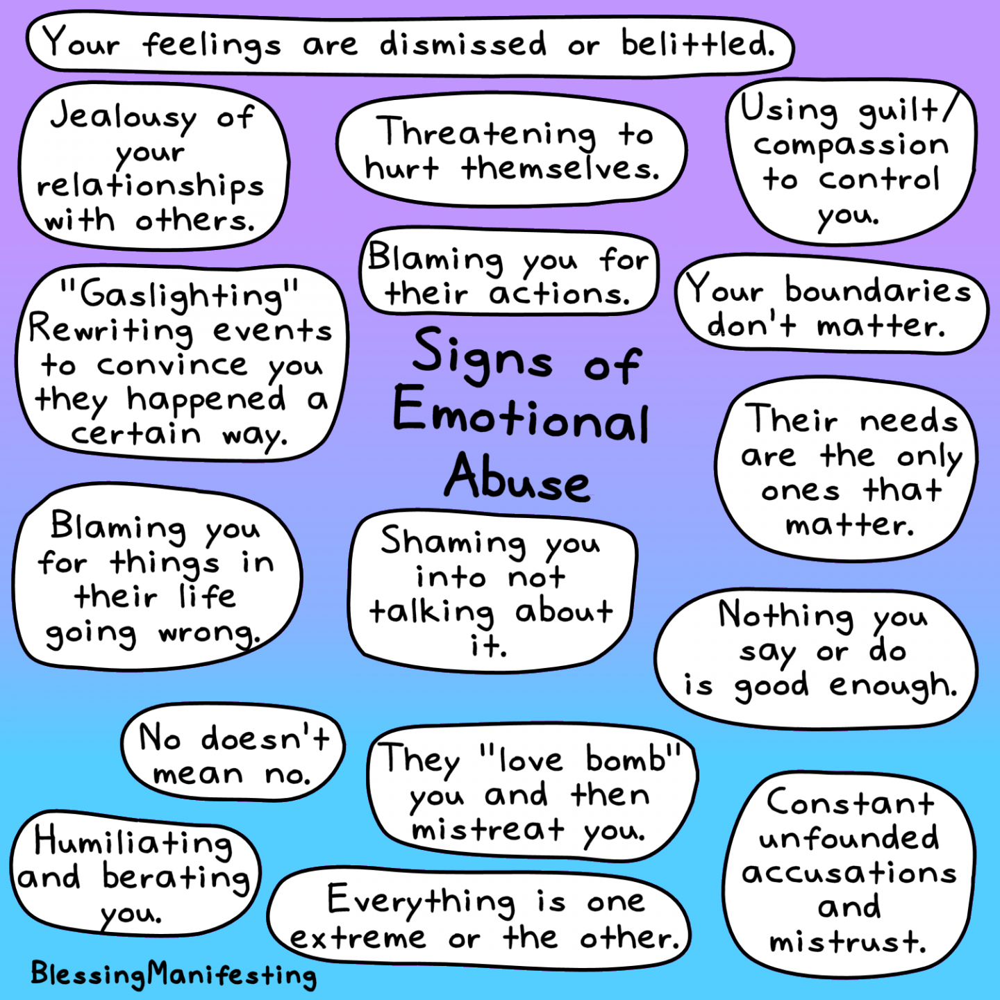 Your feelings are dismissed or belittled.
Jealousy of
your
relationships
with others.
Threatening to
hurt themselves.
Using guilt/
compassion
to control
you.
Blaming you for
their actions.
Your boundaries
don't matter.
"Gaslighting"
Rewriting events
to convince you
they happened a
certain way.
Signs of
Emotional
Abuse
Their needs
are the only
ones that
matter.
Blaming you
for things in
their life
going wrong.
Shaming you
into not
talking about
it.
Nothing you
say or do
is good enough.
No doesn't
mean no.
They "love bomb"
you and then
mistreat you.
Constant
unfounded
accusations
and
mistrust.
Humiliating
and berating
you.
Everything is one
extreme or the other.
BlessingManifesting